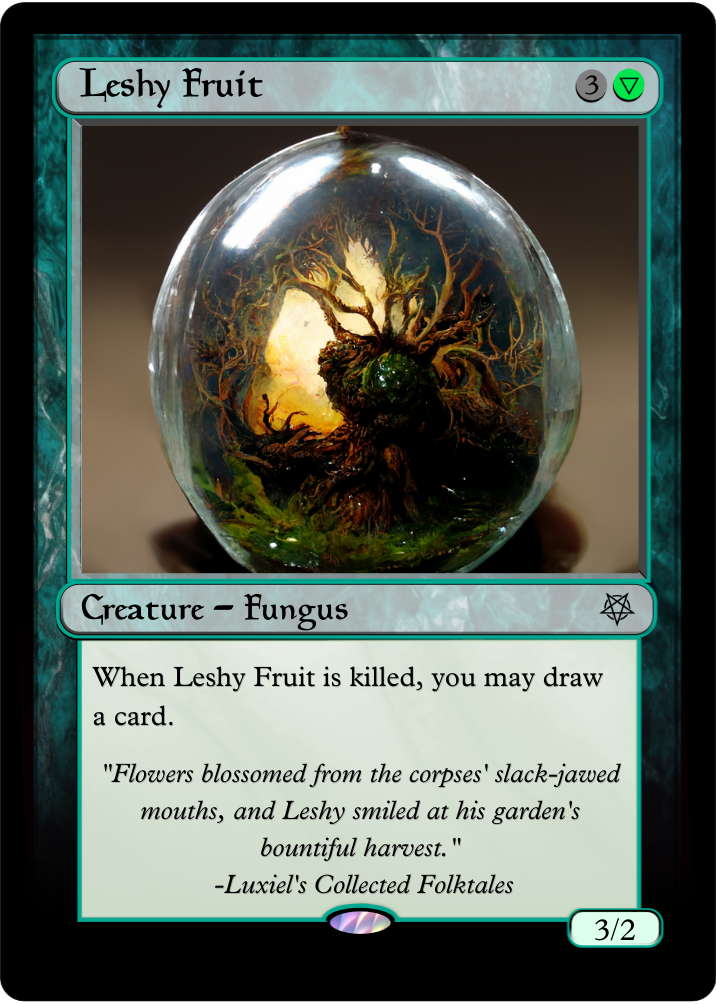 Leshy Fruit
3
Creature – Fungus
When Leshy Fruit is killed, you may draw
a card.
"Flowers blossomed from the corpses' slack-jawed
mouths, and Leshy smiled at his garden's
bountiful harvest."
-Luxiel's Collected Folktales
3/2